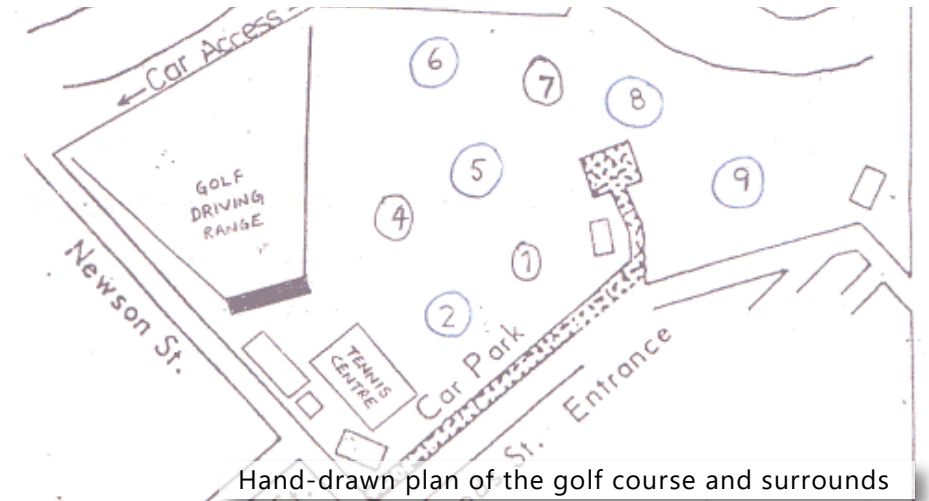 ← Car Access
6
7
8
5
9
GOLF
DRIVING
RANGE
4
1
2
Newson St.
TENNIS
CENTRE
Car Park
Entrance
St.
St.
Hand-drawn plan of the golf course and surrounds